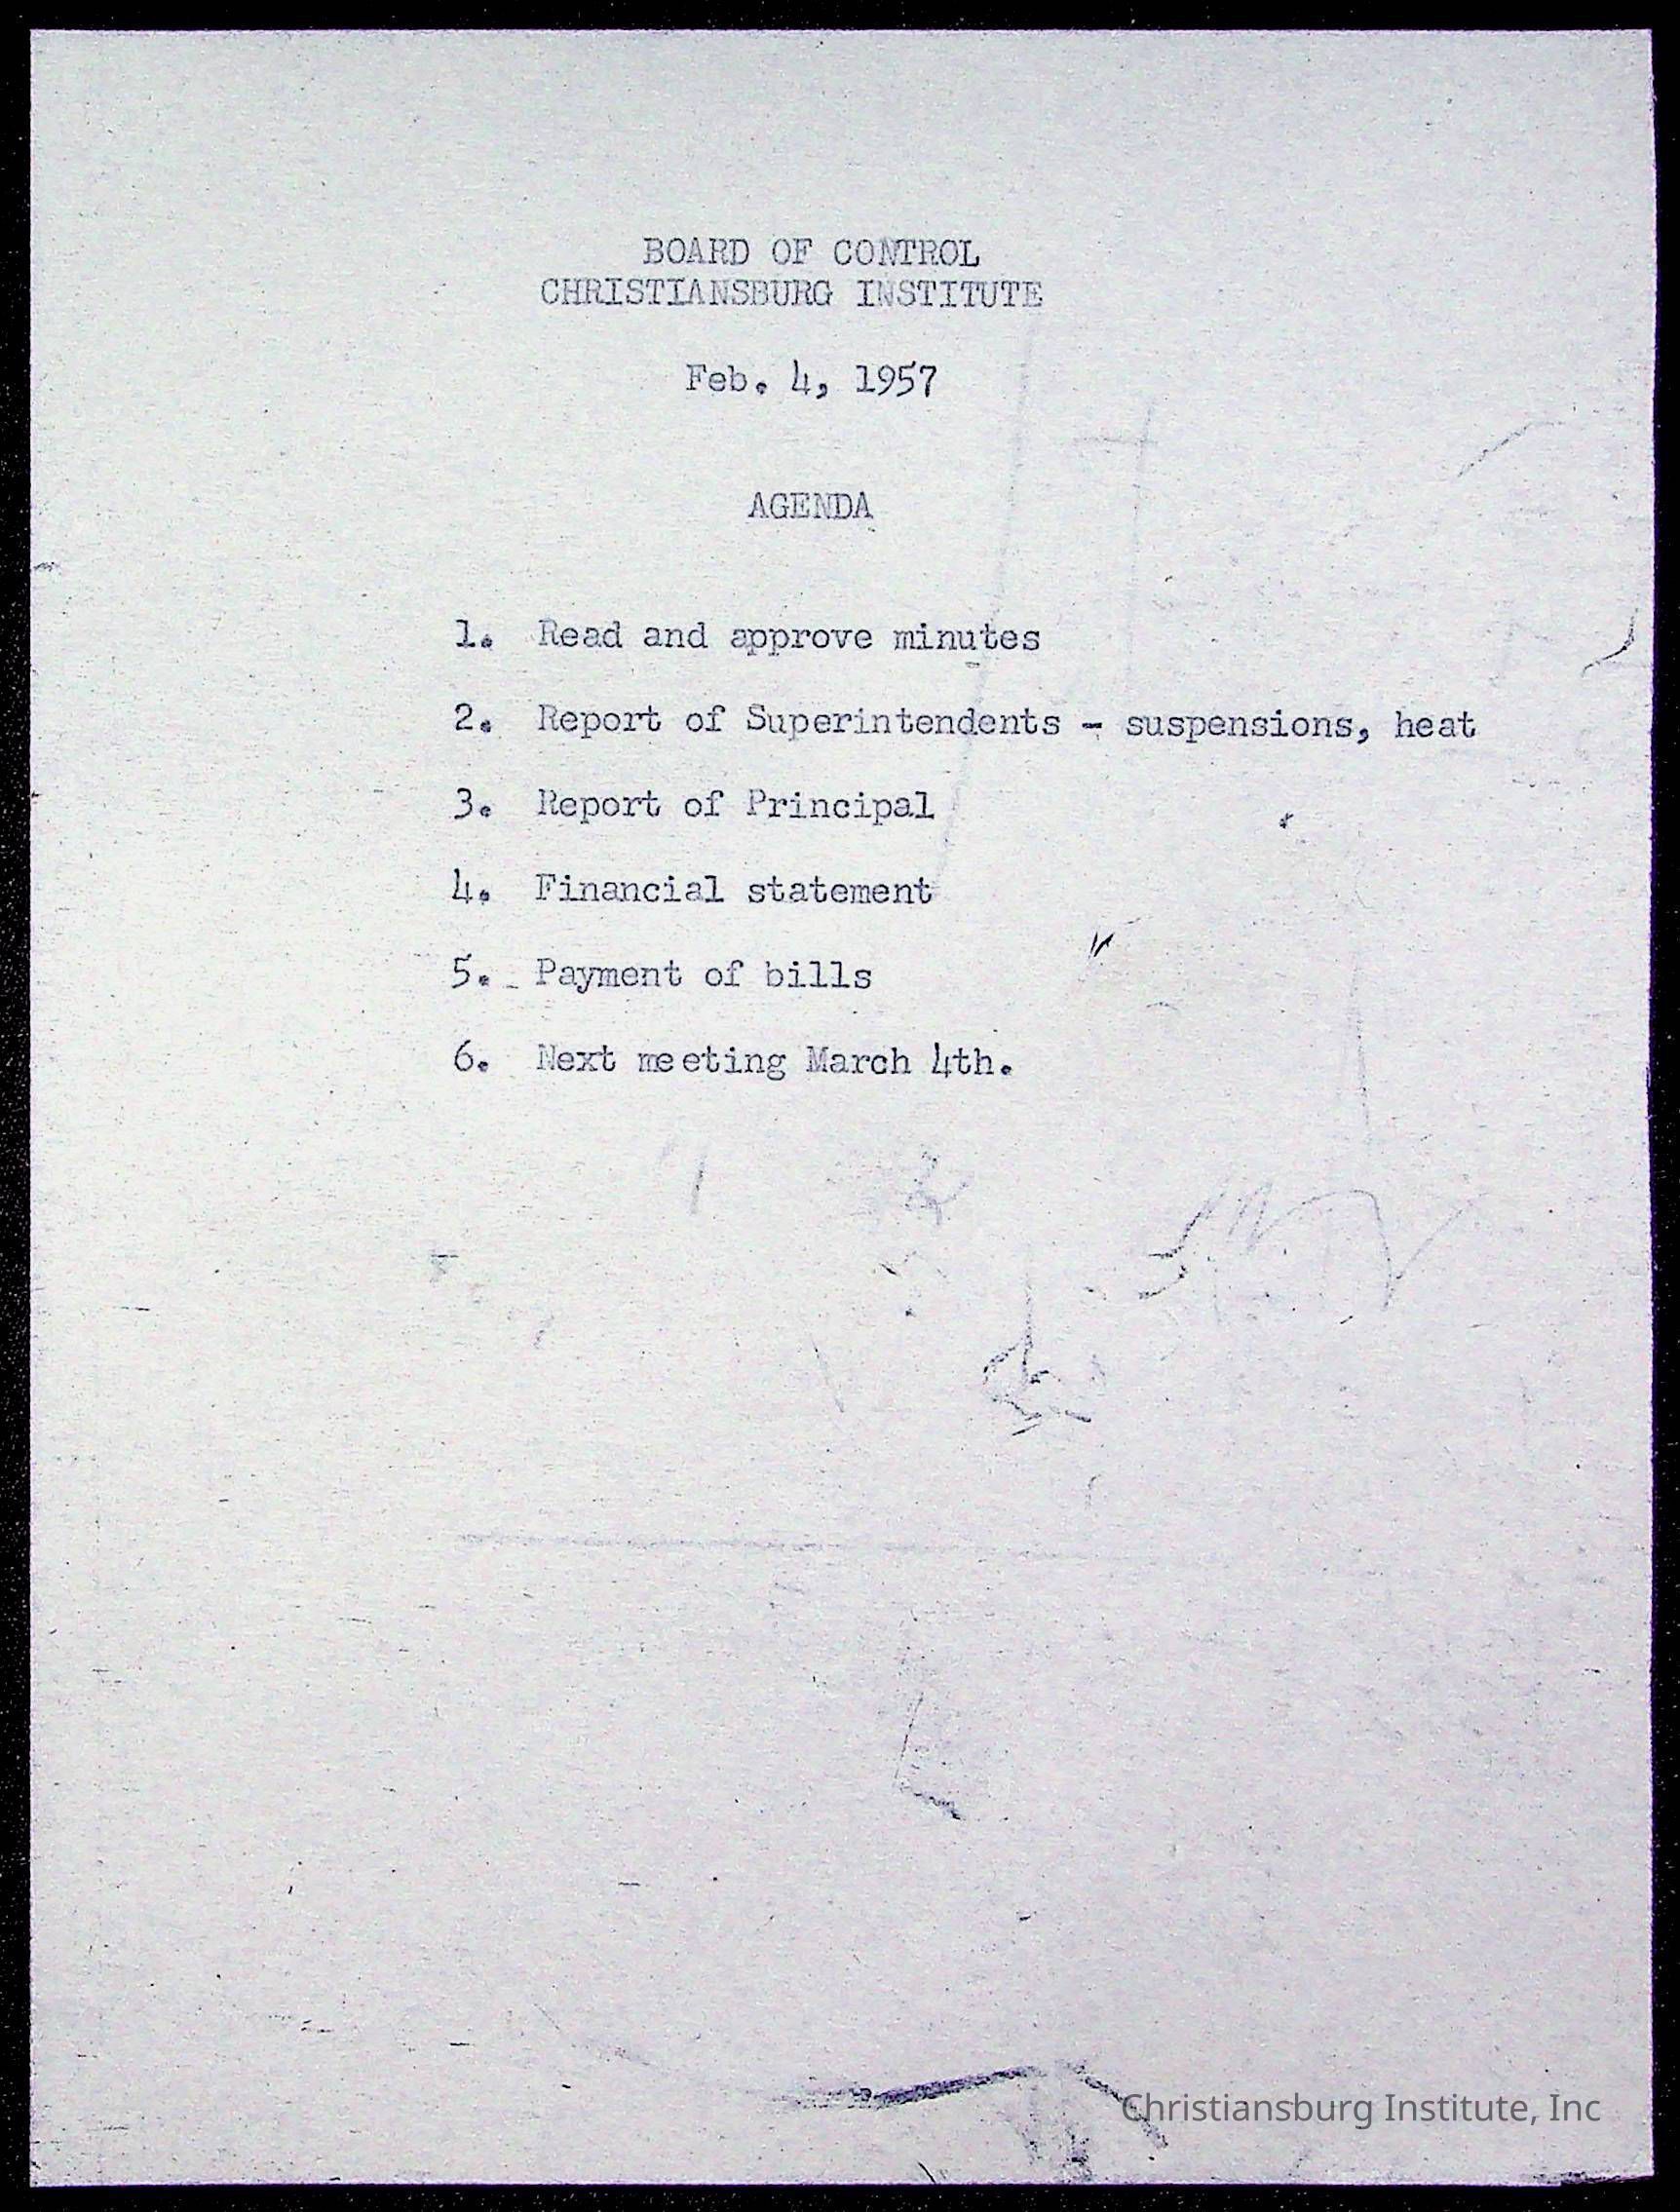 BOARD OF CONTROL
CHRISTIANSBURG INSTITUTE
Feb. 4, 1957
AGENDA
1. Read and approve minutes
2. Report of Superintendents - suspensions, heat
3. Report of Principal
4. Financial statement
5. Payment of bills
6. Next meeting March 4th.
Christiansburg Institute, Inc